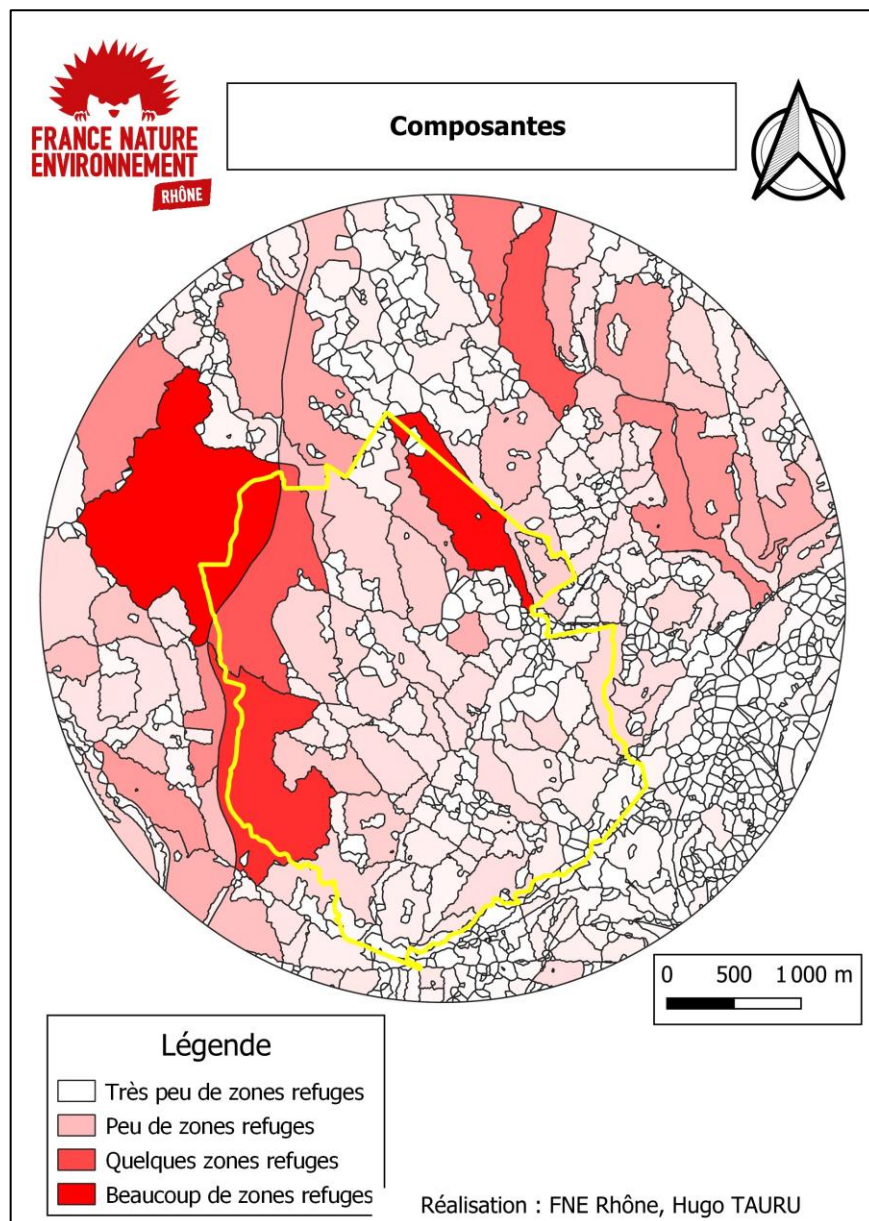 FRANCE NATURE
ENVIRONNEMENT
RHÔNE
Composantes
0 500 1 000 m
Légende
Très peu de zones refuges
Peu de zones refuges
Quelques zones refuges
Beaucoup de zones refuges
Réalisation : FNE Rhône, Hugo TAURU